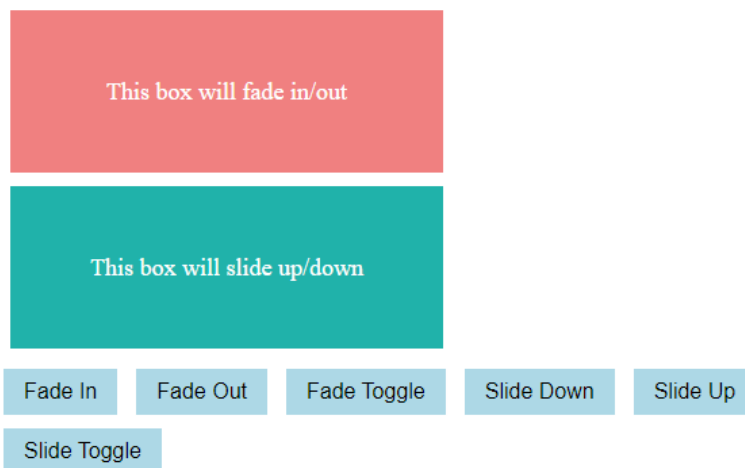 This box will fade in/out
This box will slide up/down
Fade In Fade Out Fade Toggle Slide Down Slide Up
Slide Toggle